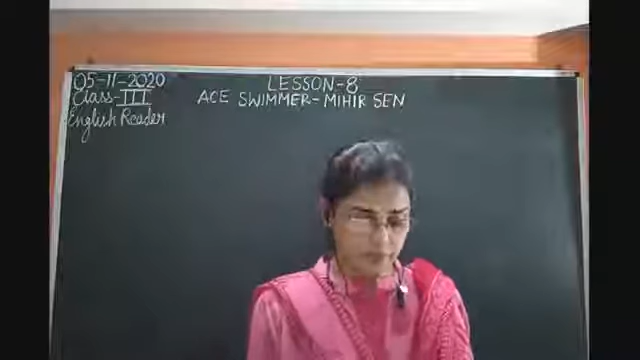 05-11-2020
Class-III
English Reader
LESSON-8
ACE SWIMMER-MIHIR SEN